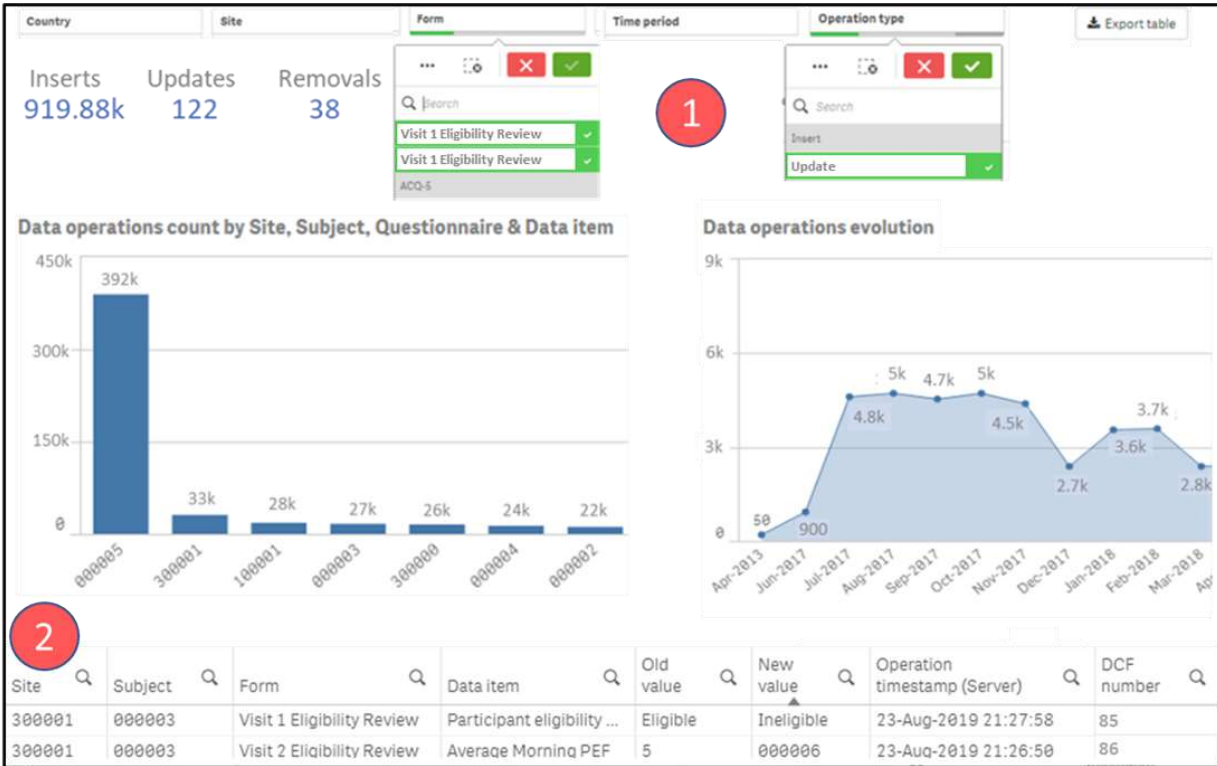 Country Site Form Time period Operation type Export table
Inserts Updates Removals
919.88k 122 38
Search
Visit 1 Eligibility Review
Visit 1 Eligibility Review
ACQ-5
1
Search
Insert
Update
Data operations count by Site, Subject, Questionnaire & Data item
450k
300k
150k
0
392k
33k
28k
27k
26k
24k
22k
000005
300001
100001
000003
300000
000004
000002
Data operations evolution
9k
6k
3k
0
50
900
4.8k
5k
4.7k
5k
4.5k
2.7k
3.6k
3.7k
2.8k
Apr-2013
Jun-2017
Jul-2017
Aug-2017
Sep-2017
Oct-2017
Nov-2017
Dec-2017
Jan-2018
Feb-2018
Mar-2018
2
Site Subject Form Data item Old value New value Operation timestamp (Server) DCF number
300001 000003 Visit 1 Eligibility Review Participant eligibility ... Eligible Ineligible 23-Aug-2019 21:27:58 85
300001 000003 Visit 2 Eligibility Review Average Morning PEF 5 000006 23-Aug-2019 21:26:50 86